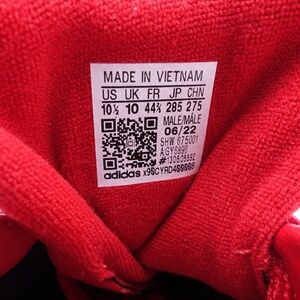 MADE IN VIETNAM
US UK FR JP CHN
10½ 10 44⅔ 285 275
MALE/MÂLE
06/22
SHW 675001
adidas